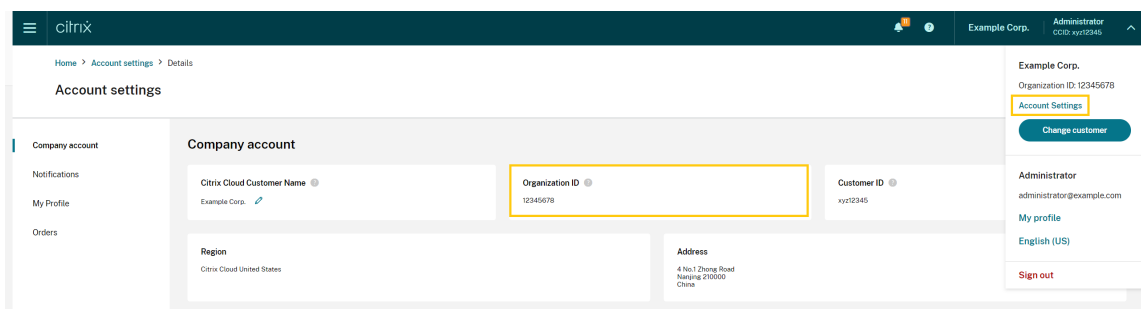 citrix
11
?
Example Corp.
Administrator
CCID: xyz12345
Home > Account settings > Details
Account settings
Example Corp.
Organization ID: 12345678
Account Settings
Change customer
Administrator
administrator@example.com
My profile
English (US)
Sign out
Company account
Notifications
My Profile
Orders
Company account
Citrix Cloud Customer Name ?
Example Corp.
Organization ID ?
12345678
Customer ID ?
xyz12345
Region
Citrix Cloud United States
Address
4 No.1 Zhong Road
Nanjing 210000
China